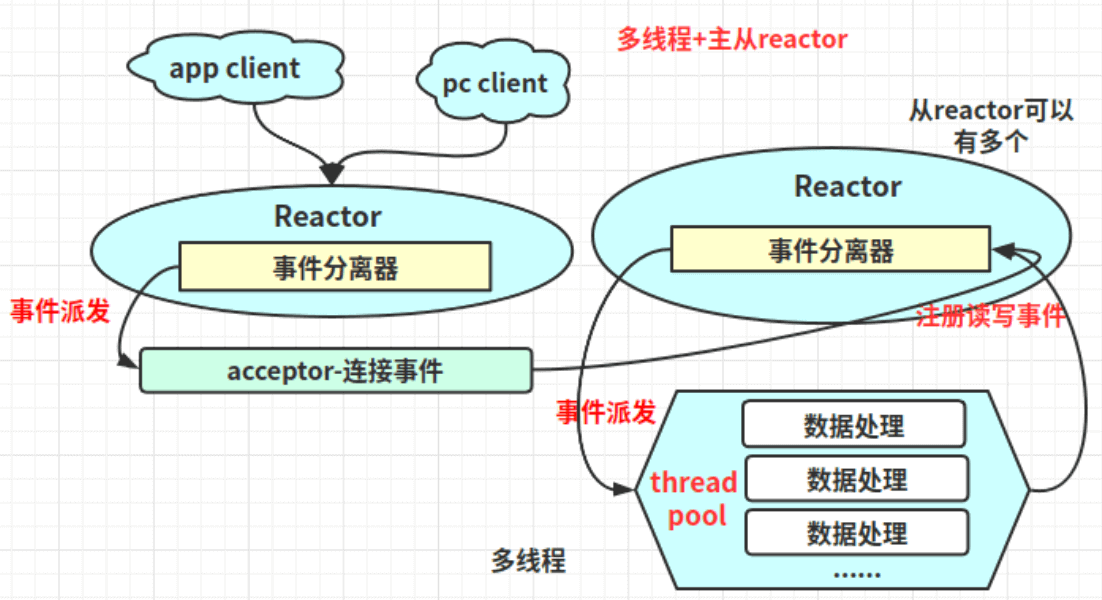 多线程+主从reactor
app client
pc client
从reactor可以
有多个
Reactor
事件分离器
事件派发
acceptor-连接事件
Reactor
事件分离器
注册读写事件
事件派发
thread
pool
数据处理
数据处理
数据处理
......
多线程